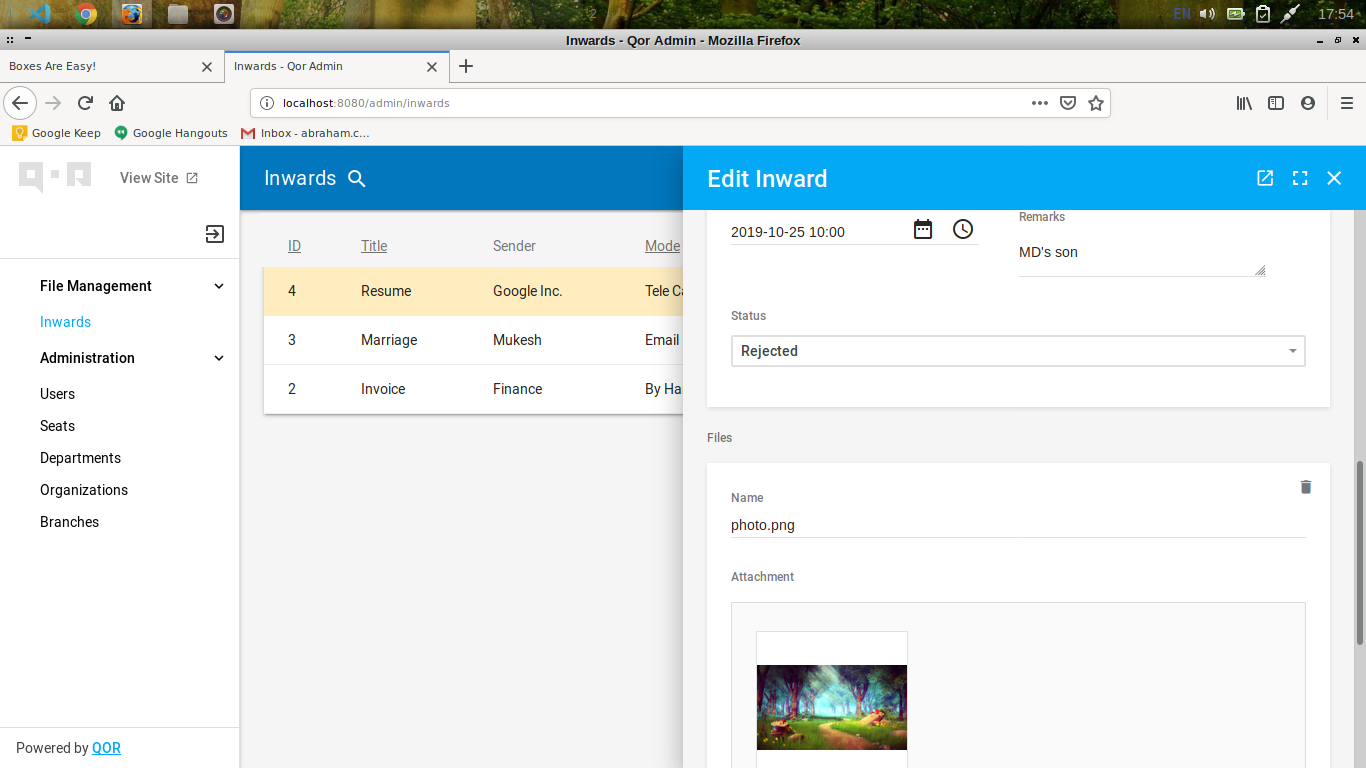 2
EN
17:54
Inwards - Qor Admin - Mozilla Firefox
Boxes Are Easy!
Inwards - Qor Admin
localhost:8080/admin/inwards
Google Keep
Google Hangouts
Inbox - abraham.c...
View Site
Inwards
Edit Inward
File Management
Inwards
Administration
Users
Seats
Departments
Organizations
Branches
Powered by QOR
ID Title Sender Mode
4 Resume Google Inc. Tele Ca
3 Marriage Mukesh Email
2 Invoice Finance By Ha
2019-10-25 10:00
Remarks
MD's son
Status
Rejected
Files
Name
photo.png
Attachment